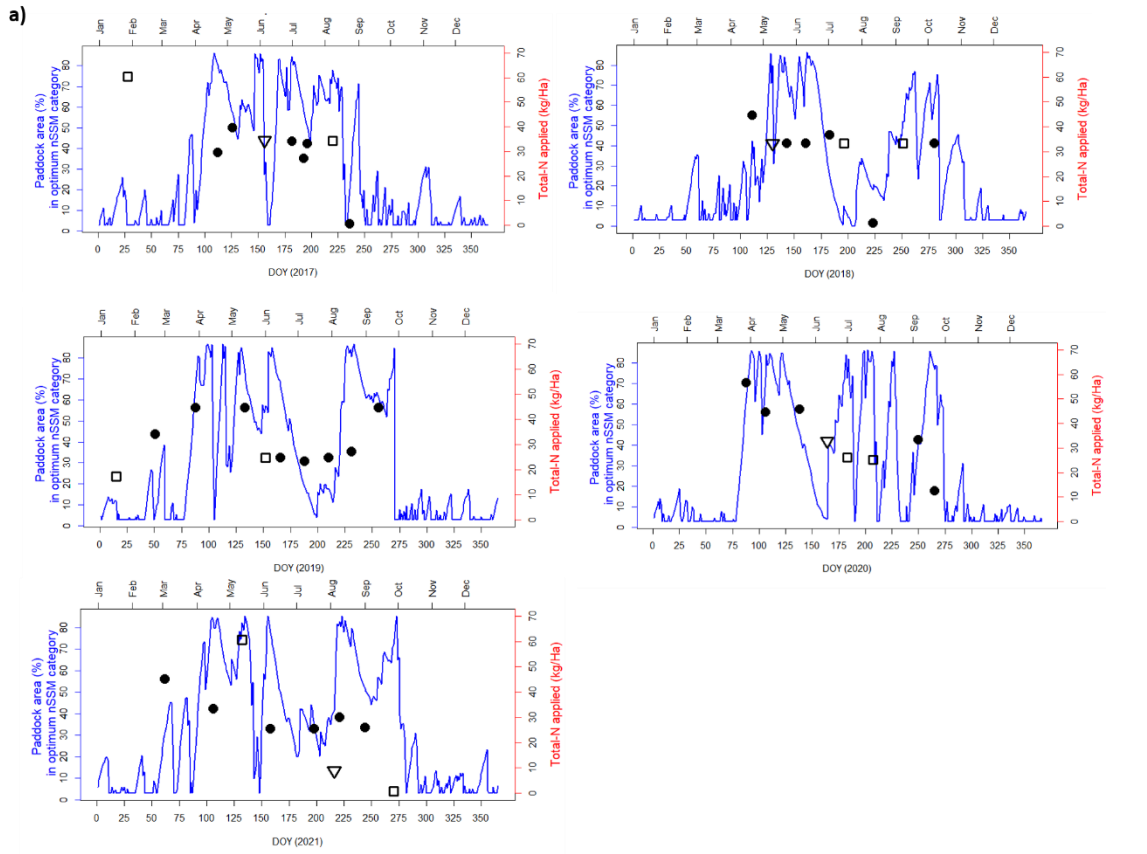 a)
Jan Feb Mar Apr May Jun Jul Aug Sep Oct Nov Dec
Paddock area (%)
in optimum nSSM category
0 10 20 30 40 50 60 70 80
0 10 20 30 40 50 60 70
Total-N applied (kg/Ha)
0 25 50 75 100 125 150 175 200 225 250 275 300 325 350
DOY (2017)
Jan Feb Mar Apr May Jun Jul Aug Sep Oct Nov Dec
Paddock area (%)
in optimum nSSM category
0 10 20 30 40 50 60 70 80
0 10 20 30 40 50 60 70
Total-N applied (kg/Ha)
0 25 50 75 100 125 150 175 200 225 250 275 300 325 350
DOY (2018)
Jan Feb Mar Apr May Jun Jul Aug Sep Oct Nov Dec
Paddock area (%)
in optimum nSSM category
0 10 20 30 40 50 60 70 80
0 10 20 30 40 50 60 70
Total-N applied (kg/Ha)
0 25 50 75 100 125 150 175 200 225 250 275 300 325 350
DOY (2019)
Jan Feb Mar Apr May Jun Jul Aug Sep Oct Nov Dec
Paddock area (%)
in optimum nSSM category
0 10 20 30 40 50 60 70 80
0 10 20 30 40 50 60 70
Total-N applied (kg/Ha)
0 25 50 75 100 125 150 175 200 225 250 275 300 325 350
DOY (2020)
Jan Feb Mar Apr May Jun Jul Aug Sep Oct Nov Dec
Paddock area (%)
in optimum nSSM category
0 10 20 30 40 50 60 70 80
0 10 20 30 40 50 60 70
Total-N applied (kg/Ha)
0 25 50 75 100 125 150 175 200 225 250 275 300 325 350
DOY (2021)